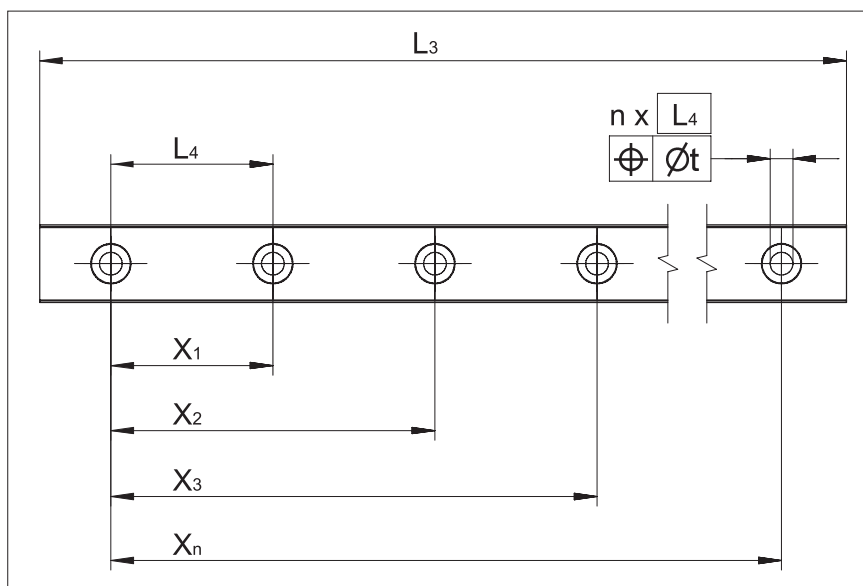 L₃
n x L₄
L₄
⌖ Øt
X₁
X₂
X₃
Xₙ